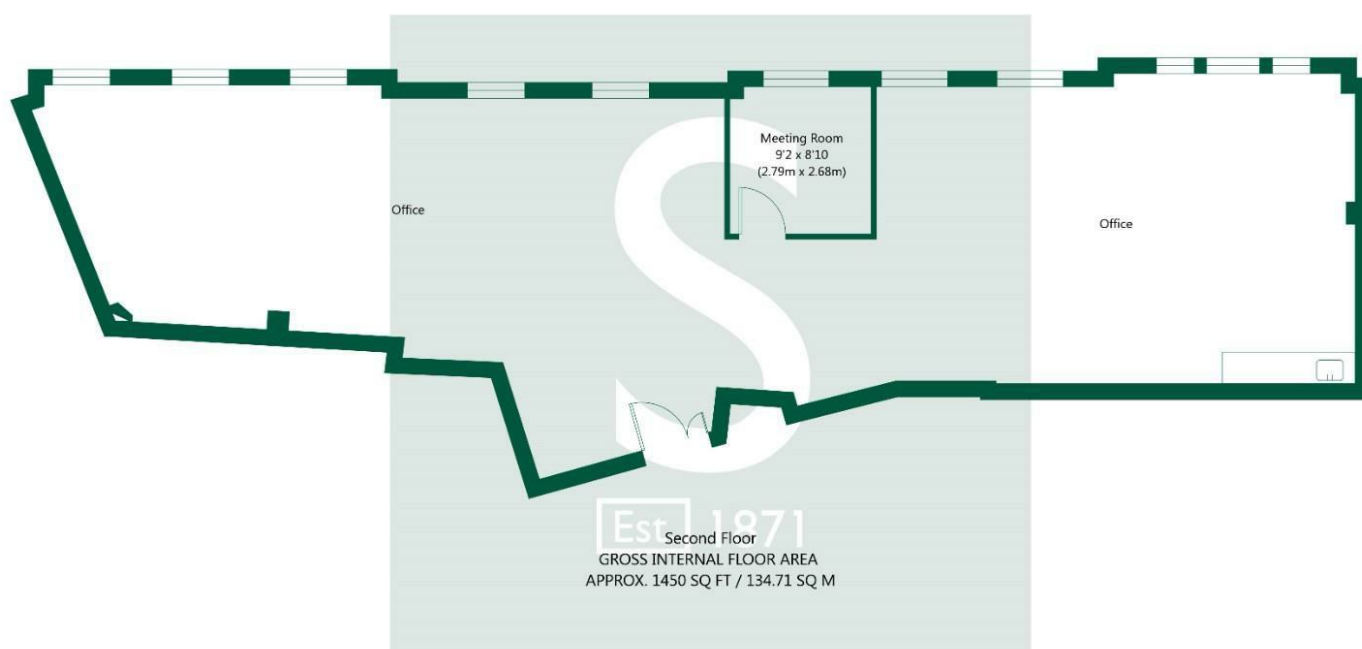 Meeting Room
9'2 x 8'10
(2.79m x 2.68m)
Office
Office
S
Est. 1871
Second Floor
GROSS INTERNAL FLOOR AREA
APPROX. 1450 SQ FT / 134.71 SQ M